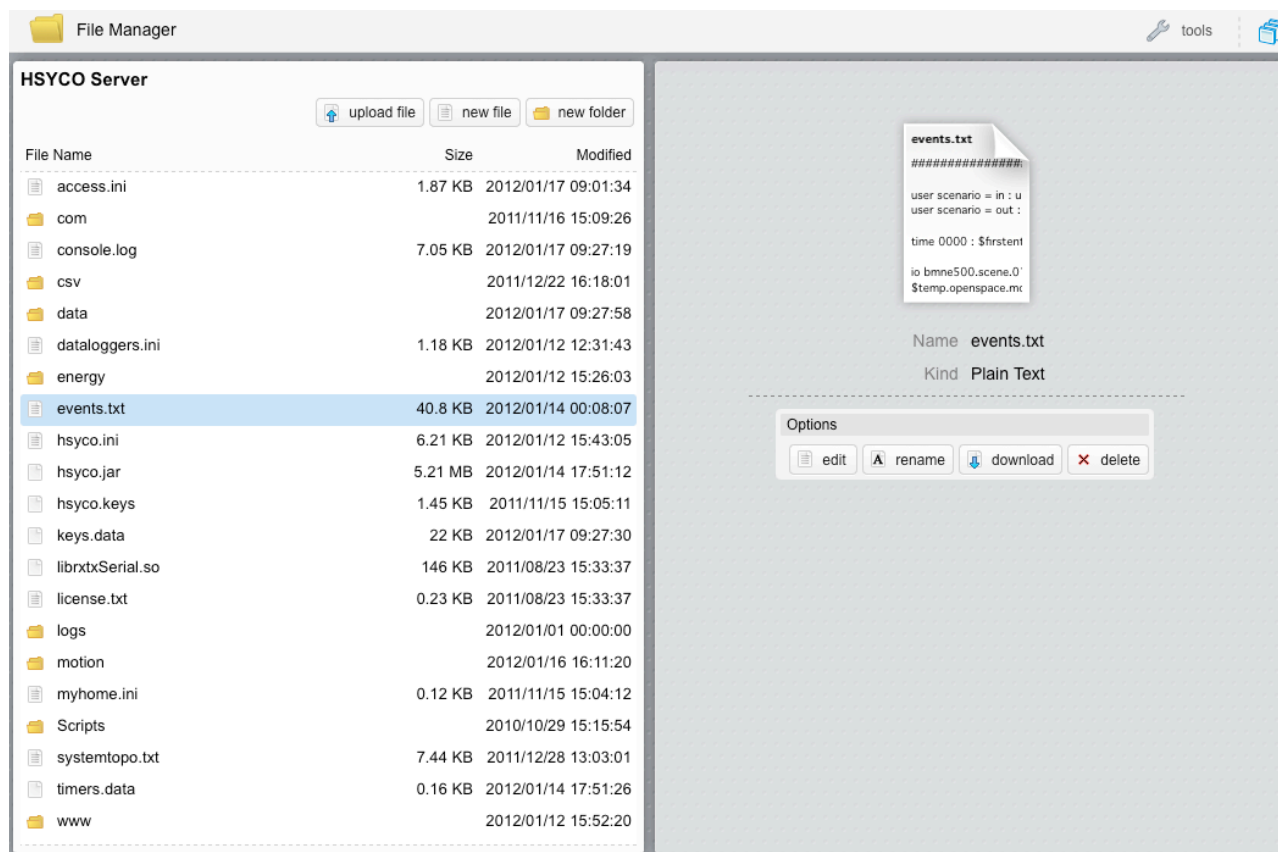 File Manager
tools
HSYCO Server
upload file new file new folder
File Name Size Modified
access.ini 1.87 KB 2012/01/17 09:01:34
com 2011/11/16 15:09:26
console.log 7.05 KB 2012/01/17 09:27:19
csv 2011/12/22 16:18:01
data 2012/01/17 09:27:58
dataloggers.ini 1.18 KB 2012/01/12 12:31:43
energy 2012/01/12 15:26:03
events.txt 40.8 KB 2012/01/14 00:08:07
hsyco.ini 6.21 KB 2012/01/12 15:43:05
hsyco.jar 5.21 MB 2012/01/14 17:51:12
hsyco.keys 1.45 KB 2011/11/15 15:05:11
keys.data 22 KB 2012/01/17 09:27:30
librxtxSerial.so 146 KB 2011/08/23 15:33:37
license.txt 0.23 KB 2011/08/23 15:33:37
logs 2012/01/01 00:00:00
motion 2012/01/16 16:11:20
myhome.ini 0.12 KB 2011/11/15 15:04:12
Scripts 2010/10/29 15:15:54
systemtopo.txt 7.44 KB 2011/12/28 13:03:01
timers.data 0.16 KB 2012/01/14 17:51:26
www 2012/01/12 15:52:20
events.txt
###############
user scenario = in : u
user scenario = out :
time 0000 : $firstent
io bmne500.scene.0
$temp.openspace.mo
Name events.txt
Kind Plain Text
Options
edit A rename download delete